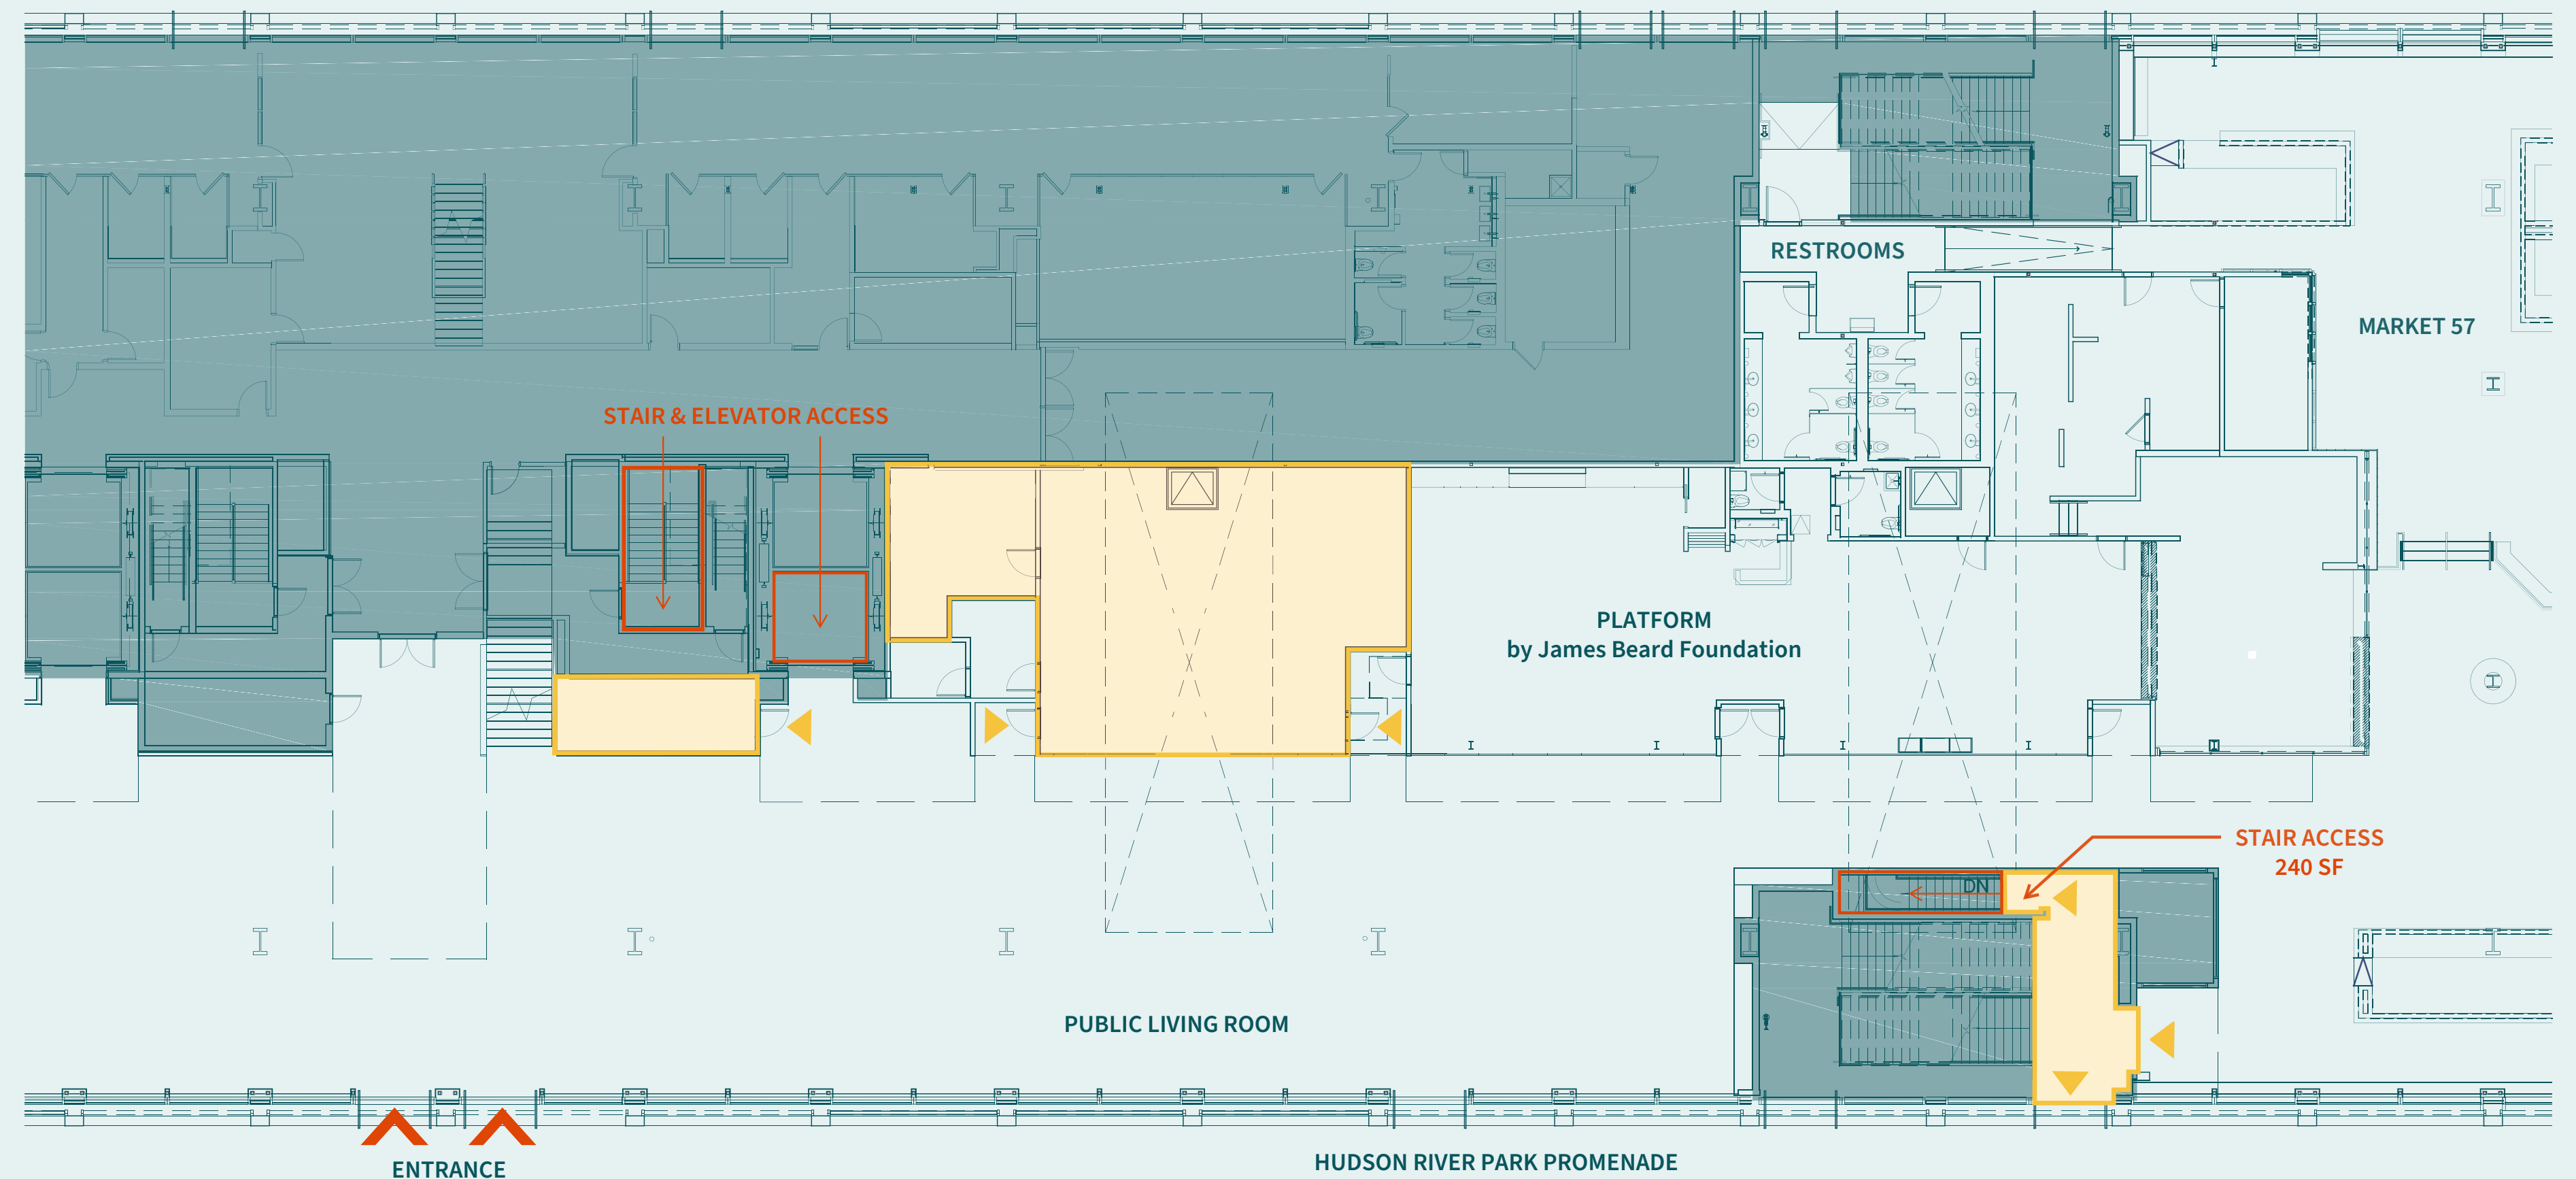 RESTROOMS
MARKET 57
STAIR & ELEVATOR ACCESS
PLATFORM
by James Beard Foundation
STAIR ACCESS
240 SF
DN
PUBLIC LIVING ROOM
HUDSON RIVER PARK PROMENADE
ENTRANCE